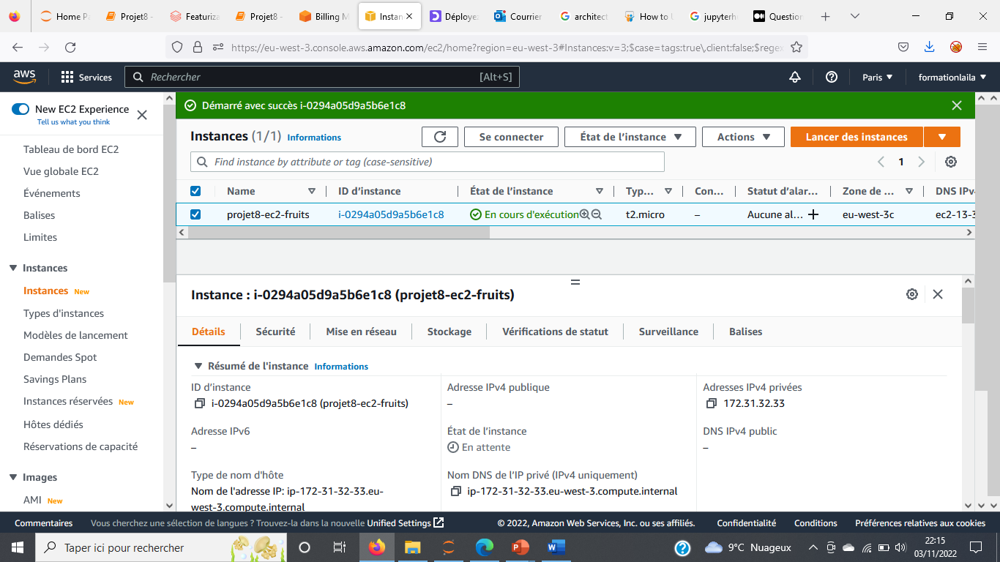 Home P
Projet8 -
Featuriza
Projet8 -
Billing M
Instan
Déployez
Courrier
architect
How to U
jupyterh
Question
https://eu-west-3.console.aws.amazon.com/ec2/home?region=eu-west-3#Instances:v=3;$case=tags:true\,client:false;$regex
aws
Services
Rechercher
[Alt+S]
Paris
formationlaila
New EC2 Experience
Tell us what you think
Tableau de bord EC2
Vue globale EC2
Événements
Balises
Limites
Instances
Instances New
Types d'instances
Modèles de lancement
Demandes Spot
Savings Plans
Instances réservées New
Hôtes dédiés
Réservations de capacité
Images
AMI New
Démarré avec succès i-0294a05d9a5b6e1c8
Instances (1/1) Informations
Se connecter
État de l'instance
Actions
Lancer des instances
Find instance by attribute or tag (case-sensitive)
1
Name
ID d'instance
État de l'instance
Typ...
Con...
Statut d'alar...
Zone de ...
DNS IPv
projet8-ec2-fruits
i-0294a05d9a5b6e1c8
En cours d'exécution
t2.micro
–
Aucune al...
eu-west-3c
ec2-13-3
Instance : i-0294a05d9a5b6e1c8 (projet8-ec2-fruits)
Détails
Sécurité
Mise en réseau
Stockage
Vérifications de statut
Surveillance
Balises
Résumé de l'instance Informations
ID d'instance
i-0294a05d9a5b6e1c8 (projet8-ec2-fruits)
Adresse IPv4 publique
–
Adresses IPv4 privées
172.31.32.33
Adresse IPv6
–
État de l'instance
En attente
DNS IPv4 public
–
Type de nom d'hôte
Nom de l'adresse IP: ip-172-31-32-33.eu-
west-3.compute.internal
Nom DNS de l'IP privé (IPv4 uniquement)
ip-172-31-32-33.eu-west-3.compute.internal
Commentaires
Vous cherchez une sélection de langues ? Trouvez-la dans la nouvelle Unified Settings
© 2022, Amazon Web Services, Inc. ou ses affiliés.
Confidentialité
Conditions
Préférences relatives aux cookies
Taper ici pour rechercher
9°C Nuageux
22:15
03/11/2022